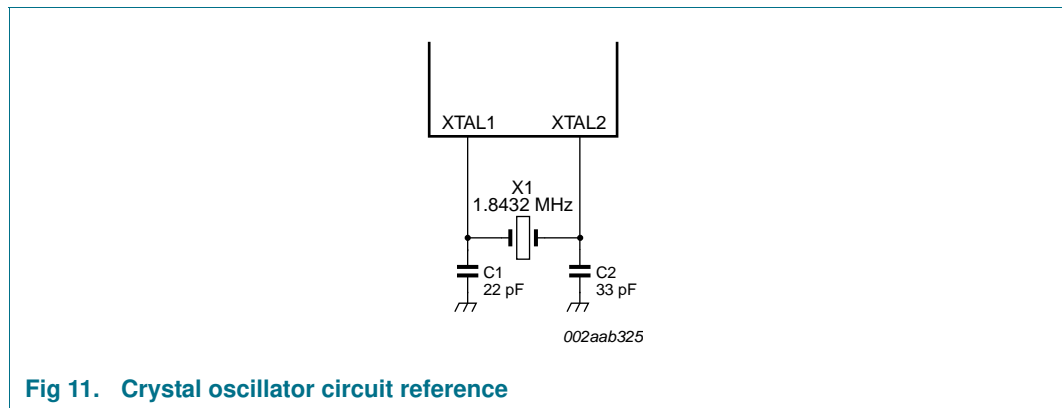 XTAL1 XTAL2
X1
1.8432 MHz
C1
22 pF
C2
33 pF
002aab325
Fig 11. Crystal oscillator circuit reference